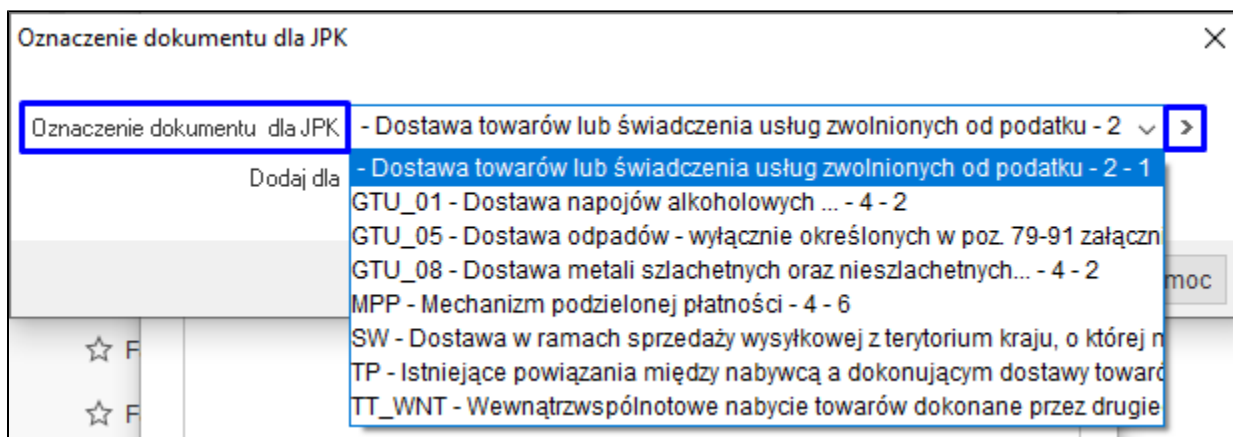 Oznaczenie dokumentu dla JPK
Oznaczenie dokumentu dla JPK - Dostawa towarów lub świadczenia usług zwolnionych od podatku - 2
Dodaj dla
- Dostawa towarów lub świadczenia usług zwolnionych od podatku - 2 - 1
GTU_01 - Dostawa napojów alkoholowych ... - 4 - 2
GTU_05 - Dostawa odpadów - wyłącznie określonych w poz. 79-91 załączn
GTU_08 - Dostawa metali szlachetnych oraz nieszlachetnych... - 4 - 2
moc
MPP - Mechanizm podzielonej płatności - 4 - 6
SW - Dostawa w ramach sprzedaży wysyłkowej z terytorium kraju, o której
TP - Istniejące powiązania między nabywcą a dokonującym dostawy towaró
TT_WNT - Wewnątrzwspólnotowe nabycie towarów dokonane przez drugie
F
F